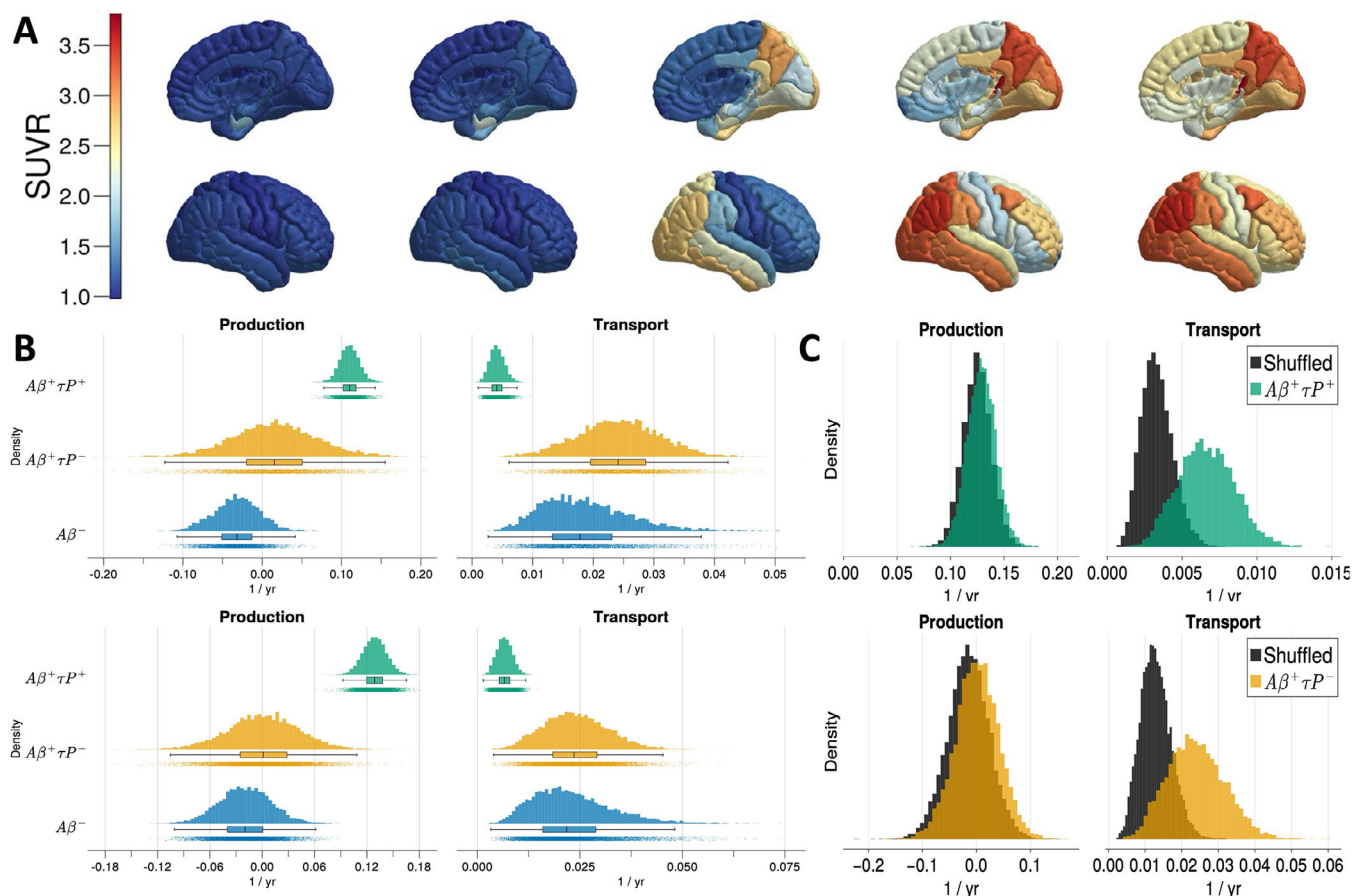 A
SUVR
3.5
3.0
2.5
2.0
1.5
1.0
B
Production
Transport
Density
Aβ⁺τP⁺
Aβ⁺τP⁻
Aβ⁻
-0.20 -0.10 0.00 0.10 0.20
1 / yr
0.00 0.01 0.02 0.03 0.04 0.05
1 / yr
Production
Transport
Density
Aβ⁺τP⁺
Aβ⁺τP⁻
Aβ⁻
-0.18 -0.12 -0.06 0.00 0.06 0.12 0.18
1 / yr
0.000 0.025 0.050 0.075
1 / yr
C
Production
Transport
Shuffled
Aβ⁺τP⁺
Density
0.00 0.05 0.10 0.15 0.20
1 / yr
0.000 0.005 0.010 0.015
1 / yr
Production
Transport
Shuffled
Aβ⁺τP⁻
Density
−0.2 −0.1 0.0 0.1
1 / yr
0.00 0.01 0.02 0.03 0.04 0.05 0.06
1 / yr